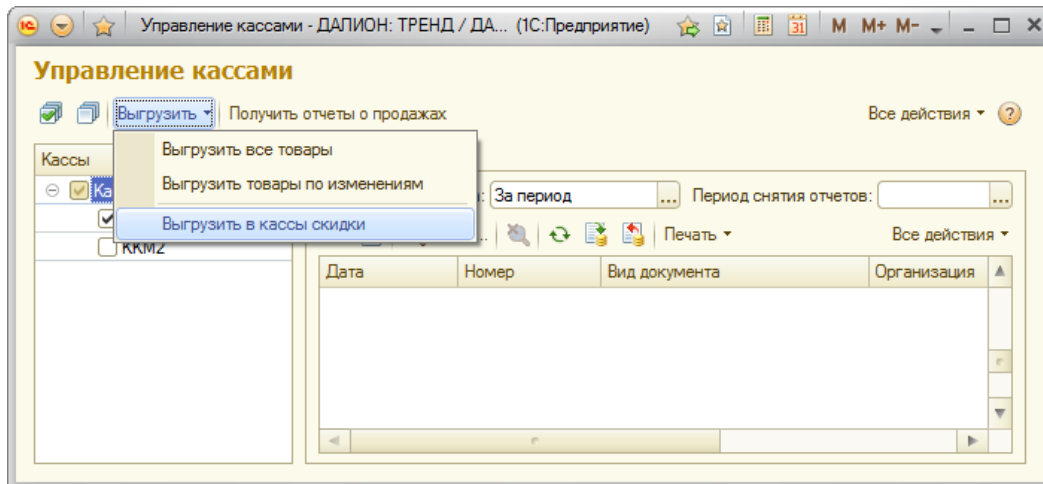 Управление кассами - ДАЛИОН: ТРЕНД / ДА... (1С:Предприятие) 31 M M+ M-
Управление кассами
Выгрузить Получить отчеты о продажах Все действия ?
Выгрузить все товары
Кассы
Выгрузить товары по изменениям
Ка : За период ... Период снятия отчетов: ...
Выгрузить в кассы скидки
Печать Все действия
ККМ2
Дата Номер Вид документа Организация